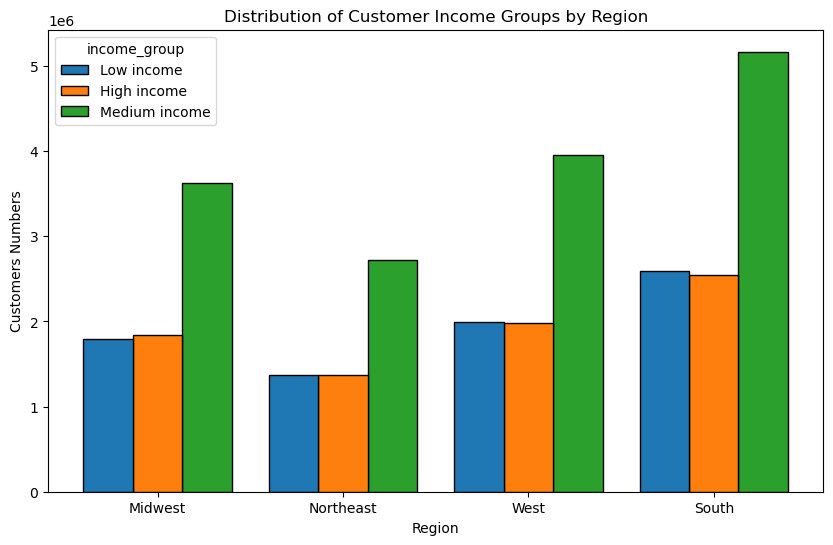 Distribution of Customer Income Groups by Region
1e6
income_group
Low income
High income
Medium income
5
4
3
2
1
0
Customers Numbers
Midwest Northeast West South
Region